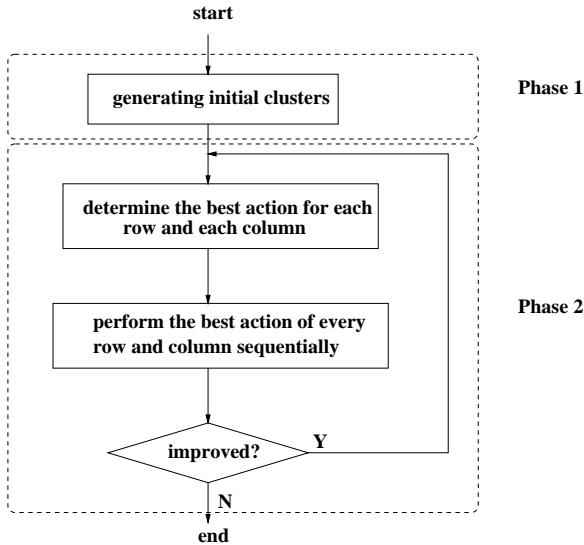 start
Phase 1
generating initial clusters
determine the best action for each
row and each column
Phase 2
perform the best action of every
row and column sequentially
improved?
Y
N
end